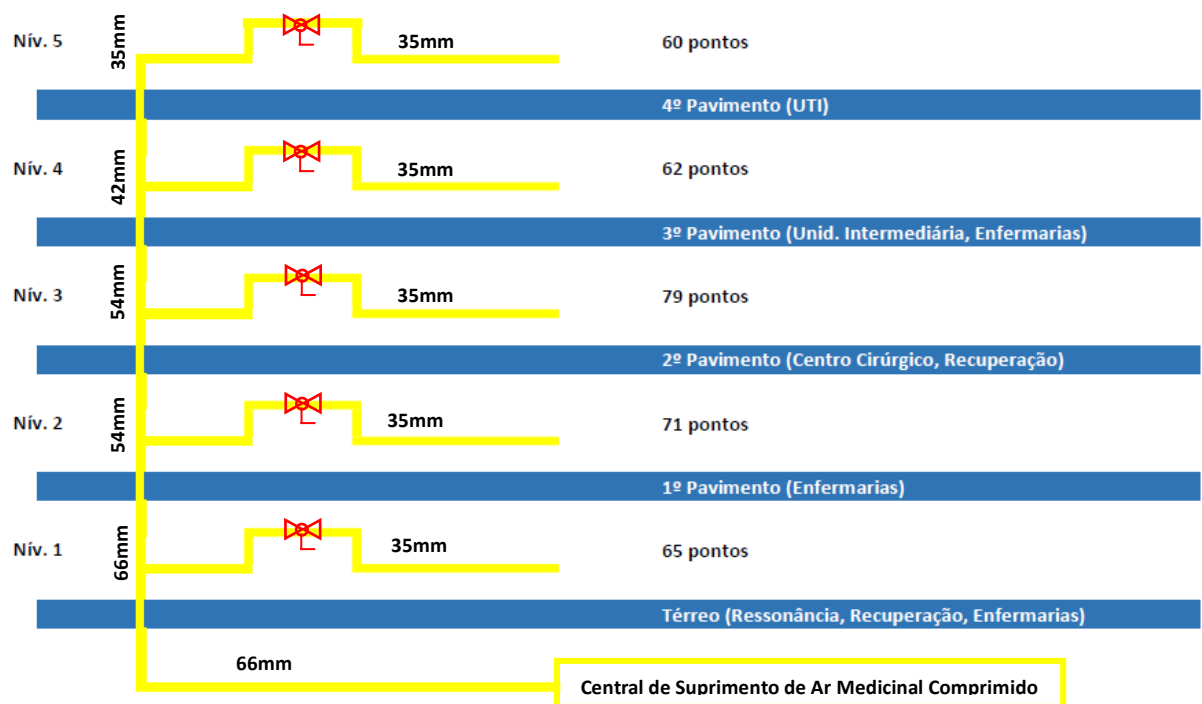 Nív. 5
35mm
35mm
60 pontos
4º Pavimento (UTI)
Nív. 4
42mm
35mm
62 pontos
3º Pavimento (Unid. Intermediária, Enfermarias)
Nív. 3
54mm
35mm
79 pontos
2º Pavimento (Centro Cirúrgico, Recuperação)
Nív. 2
54mm
35mm
71 pontos
1º Pavimento (Enfermarias)
Nív. 1
66mm
35mm
65 pontos
Térreo (Ressonância, Recuperação, Enfermarias)
66mm
Central de Suprimento de Ar Medicinal Comprimido